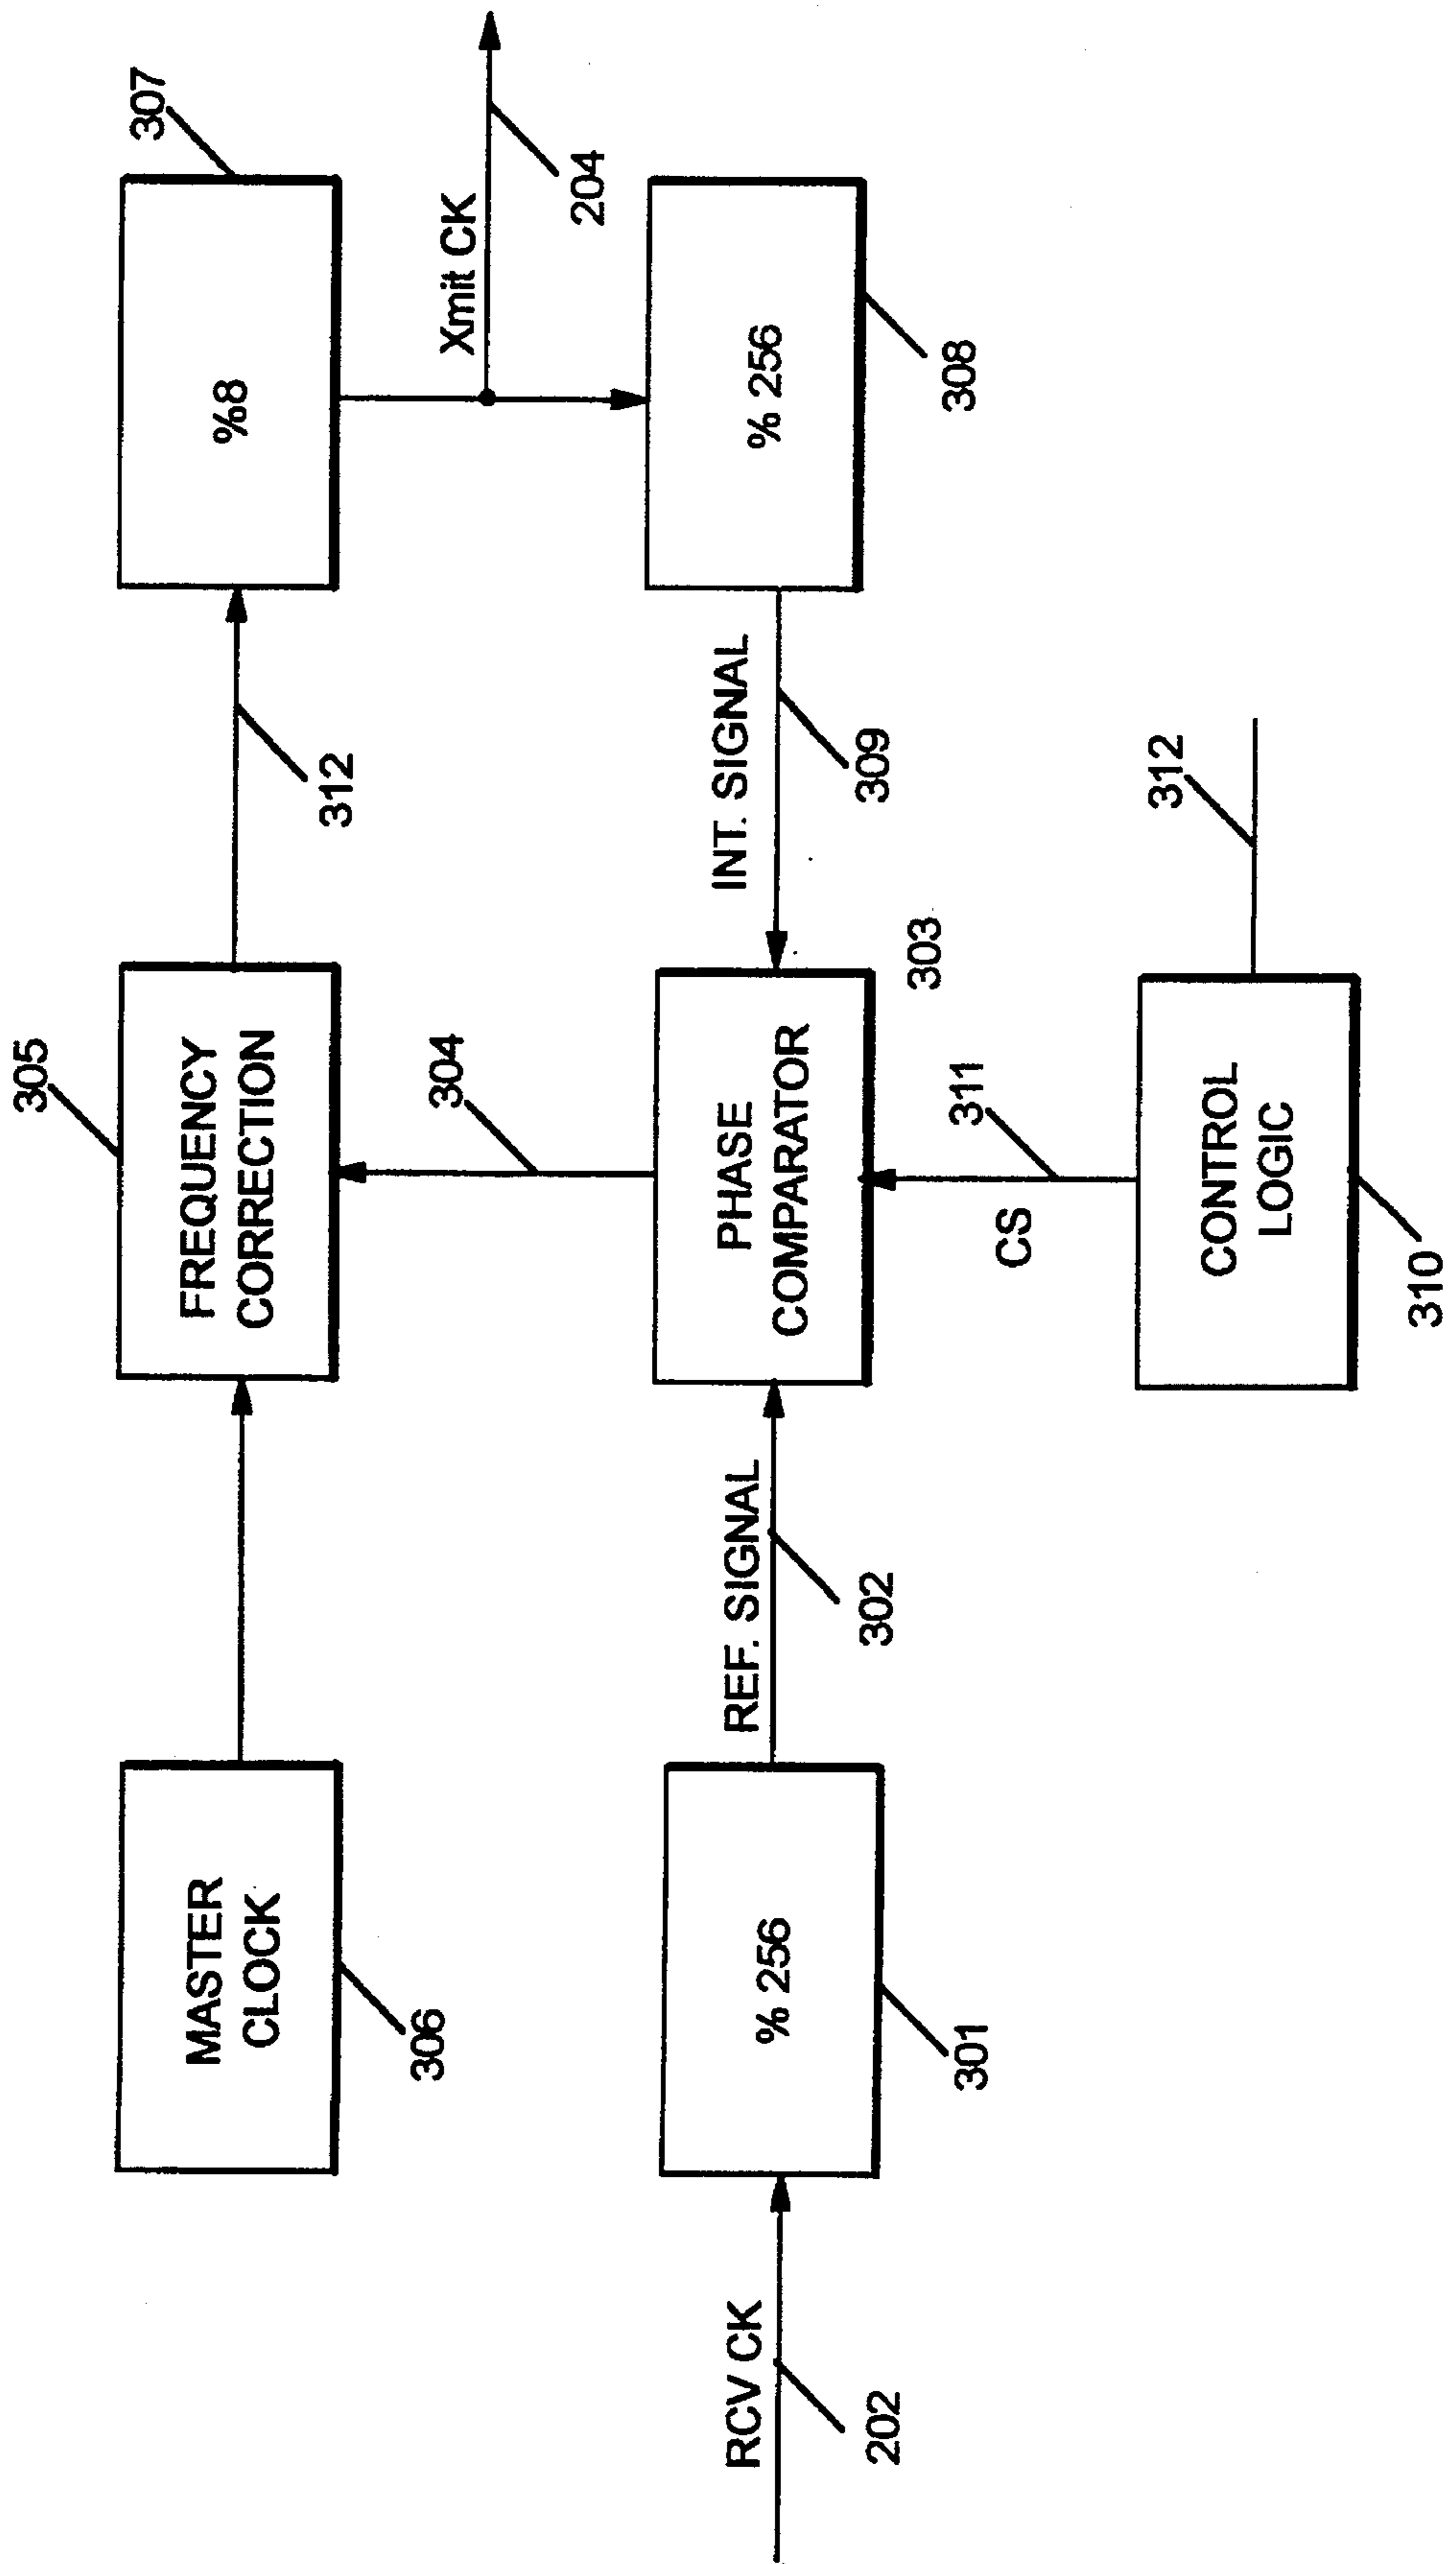 305
307
MASTER
CLOCK
306
FREQUENCY
CORRECTION
312
%8
304
Xmit CK
204
RCV CK
202
% 256
301
REF. SIGNAL
302
PHASE
COMPARATOR
303
INT. SIGNAL
309
% 256
308
CS
311
CONTROL
LOGIC
310
312